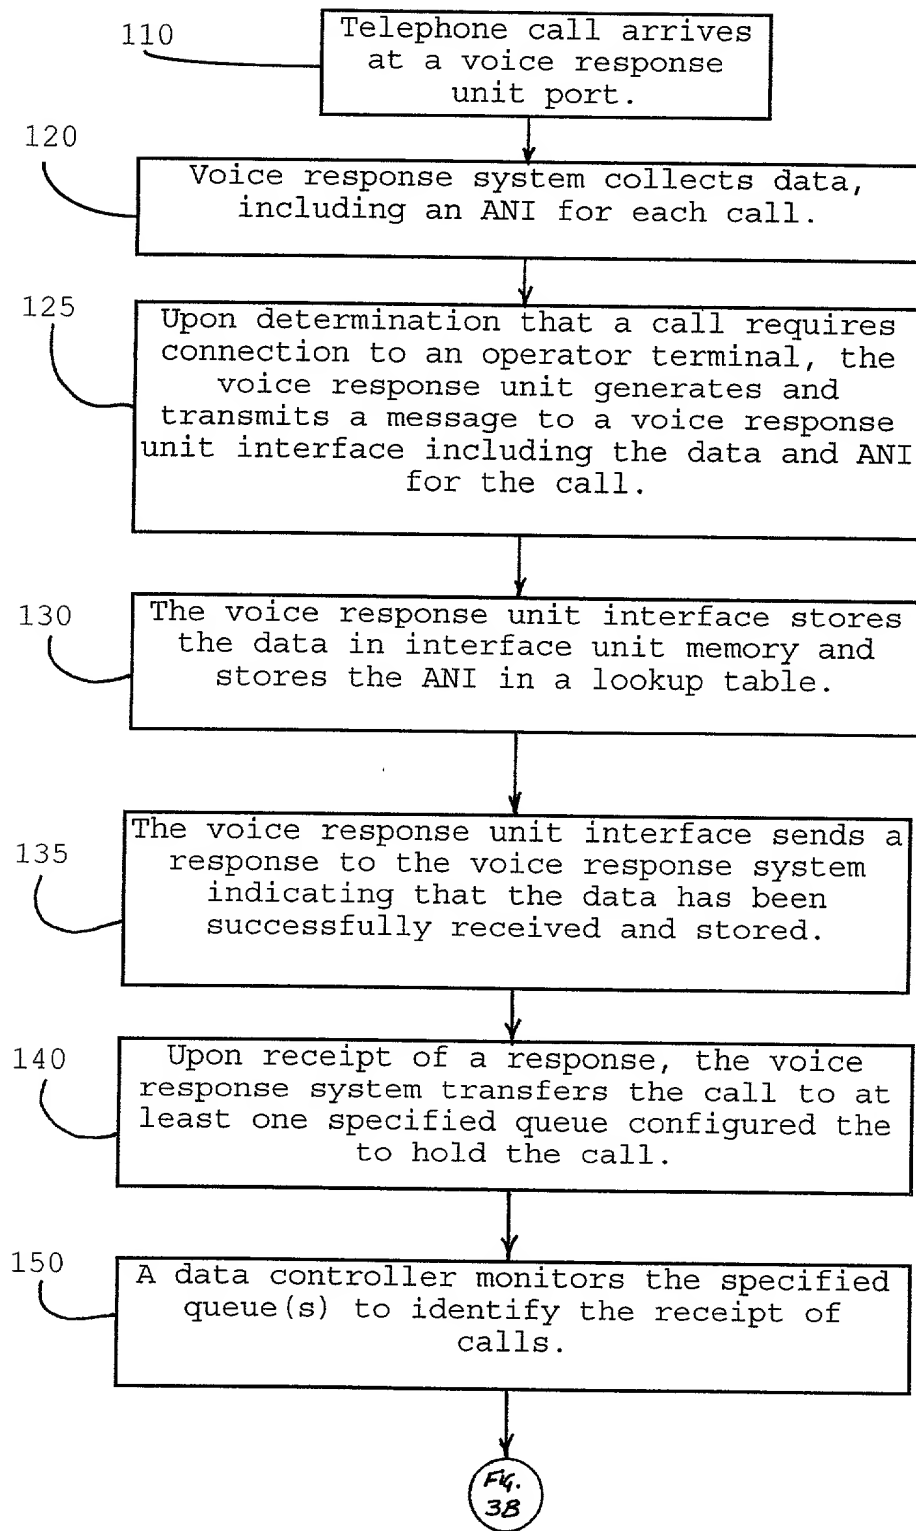 110
Telephone call arrives
at a voice response
unit port.
120
Voice response system collects data,
including an ANI for each call.
125
Upon determination that a call requires
connection to an operator terminal, the
voice response unit generates and
transmits a message to a voice response
unit interface including the data and ANI
for the call.
130
The voice response unit interface stores
the data in interface unit memory and
stores the ANI in a lookup table.
135
The voice response unit interface sends a
response to the voice response system
indicating that the data has been
successfully received and stored.
140
Upon receipt of a response, the voice
response system transfers the call to at
least one specified queue configured the
to hold the call.
150
A data controller monitors the specified
queue(s) to identify the receipt of
calls.
FIG.
3B